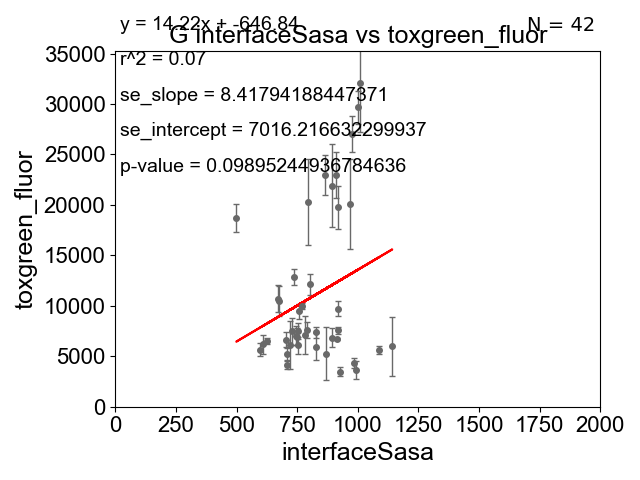 y = 14.22x + -646.84
N = 42
G interfaceSasa vs toxgreen_fluor
r^2 = 0.07
se_slope = 8.41794188447371
se_intercept = 7016.216632299937
p-value = 0.09895244936784636
35000
30000
25000
20000
15000
10000
5000
0
toxgreen_fluor
0 250 500 750 1000 1250 1500 1750 2000
interfaceSasa